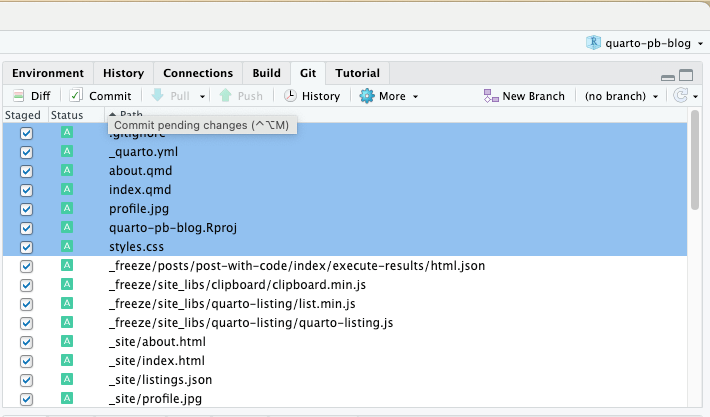 quarto-pb-blog
Environment History Connections Build Git Tutorial
Diff Commit Pull Push History More New Branch (no branch)
Staged Status Path
Commit pending changes (^⌥M)
.gitignore
_quarto.yml
about.qmd
index.qmd
profile.jpg
quarto-pb-blog.Rproj
styles.css
_freeze/posts/post-with-code/index/execute-results/html.json
_freeze/site_libs/clipboard/clipboard.min.js
_freeze/site_libs/quarto-listing/list.min.js
_freeze/site_libs/quarto-listing/quarto-listing.js
_site/about.html
_site/index.html
_site/listings.json
_site/profile.jpg